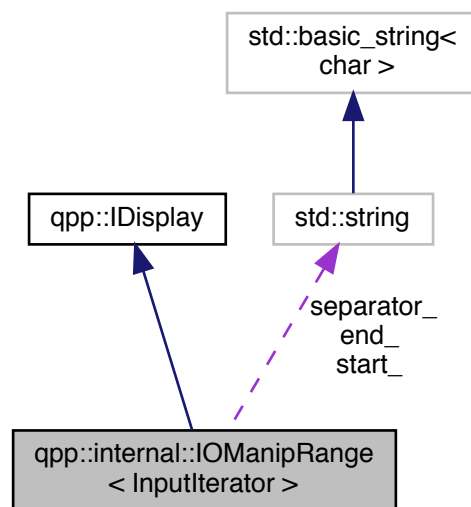 std::basic_string<
char >
qpp::IDisplay
std::string
separator_
end_
start_
qpp::internal::IOManipRange
< InputIterator >